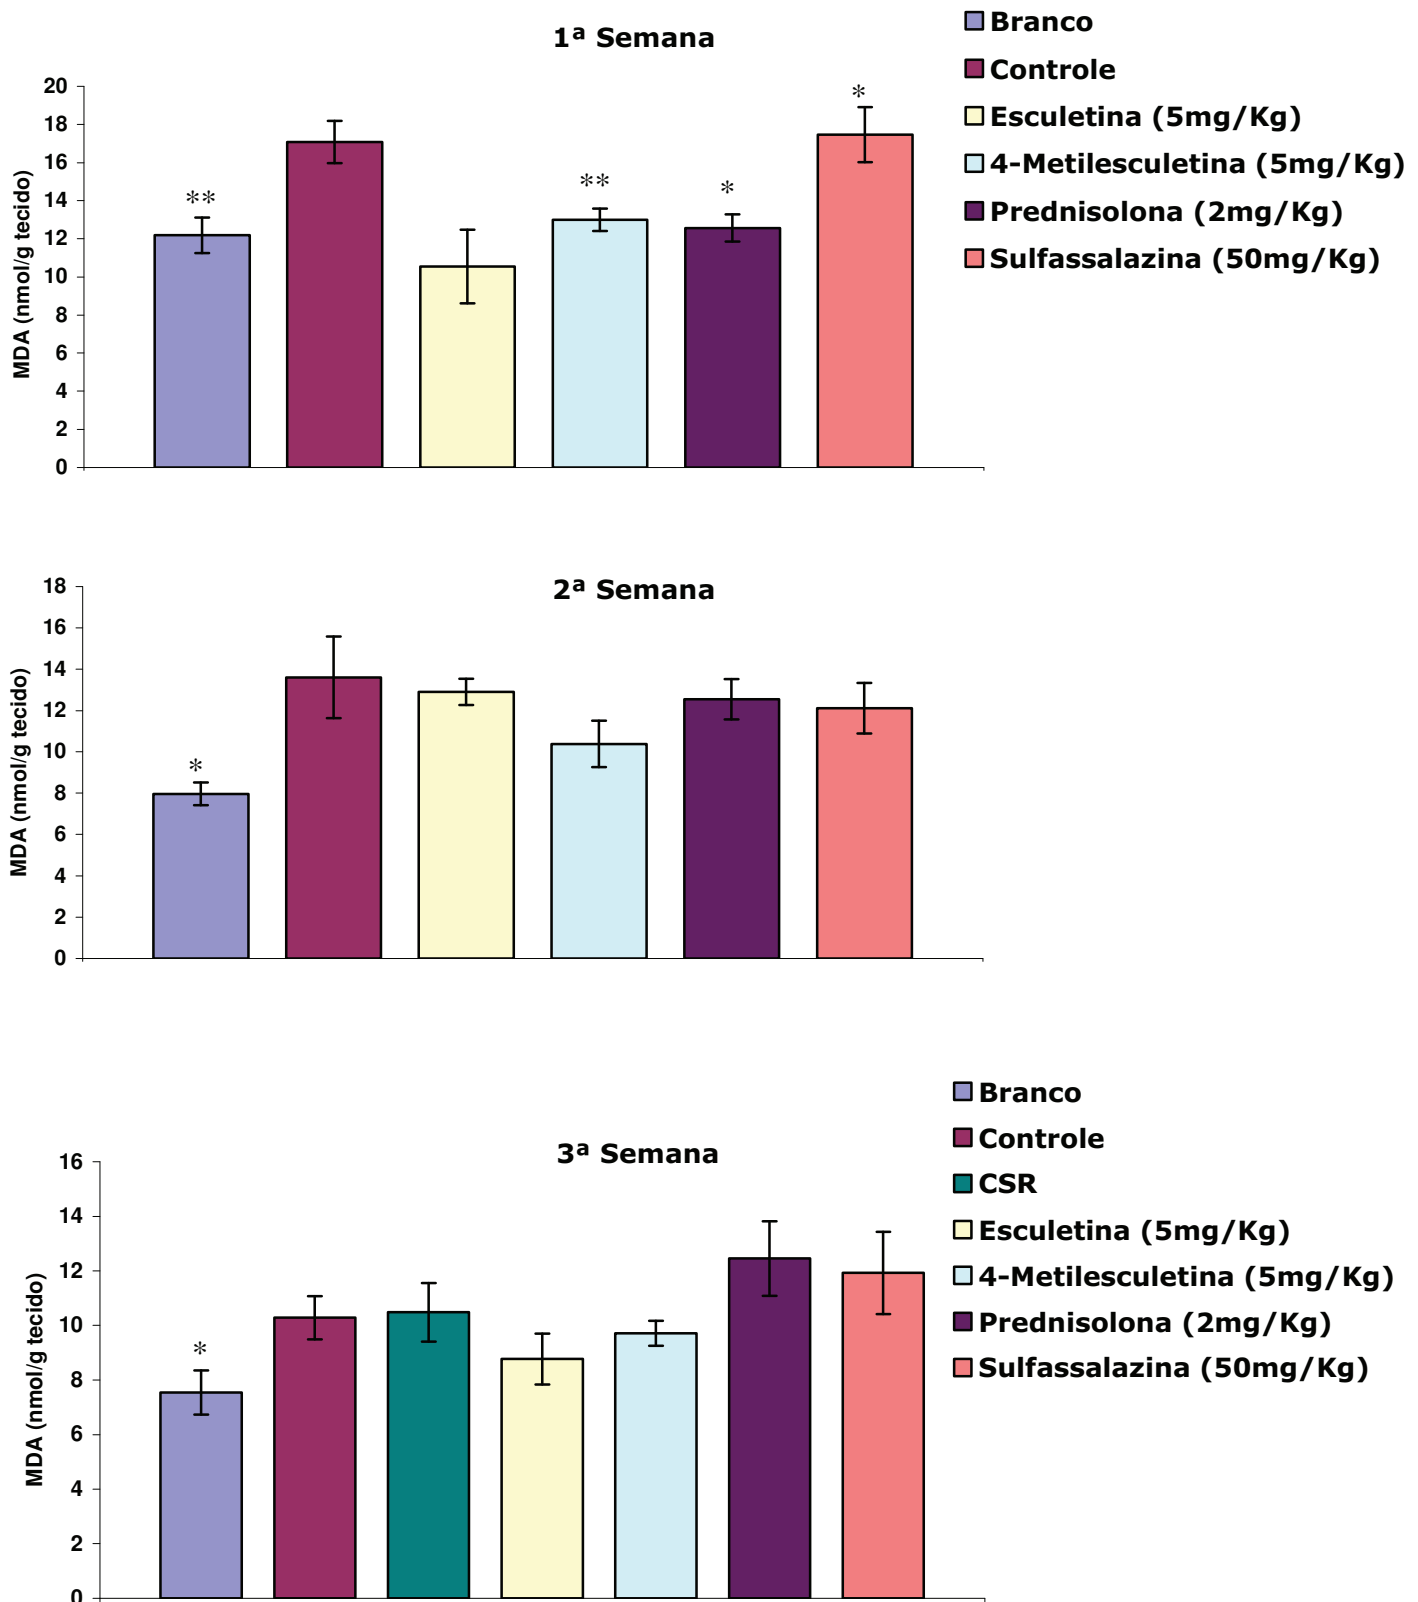 1ª Semana
Branco
Controle
Esculetina (5mg/Kg)
4-Metilesculetina (5mg/Kg)
Prednisolona (2mg/Kg)
Sulfassalazina (50mg/Kg)
MDA (nmol/g tecido)
20
18
16
14
12
10
8
6
4
2
0
**
**
*
*
2ª Semana
MDA (nmol/g tecido)
18
16
14
12
10
8
6
4
2
0
*
3ª Semana
Branco
Controle
CSR
Esculetina (5mg/Kg)
4-Metilesculetina (5mg/Kg)
Prednisolona (2mg/Kg)
Sulfassalazina (50mg/Kg)
MDA (nmol/g tecido)
16
14
12
10
8
6
4
2
0
*